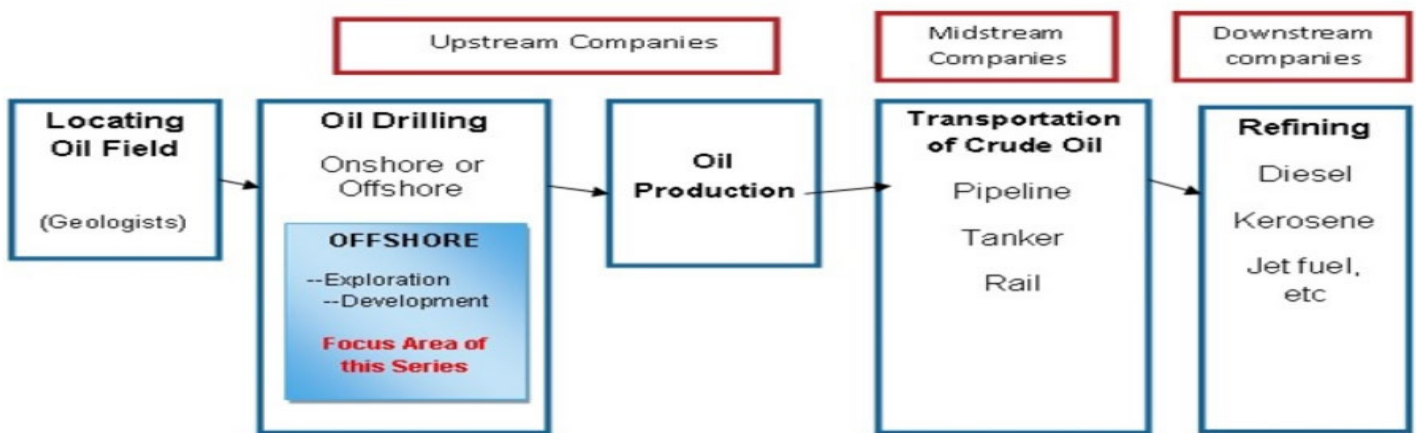 Upstream Companies
Midstream
Companies
Downstream
companies
Locating
Oil Field
(Geologists)
Oil Drilling
Onshore or
Offshore
OFFSHORE
--Exploration
--Development
Focus Area of
this Series
Oil
Production
Transportation
of Crude Oil
Pipeline
Tanker
Rail
Refining
Diesel
Kerosene
Jet fuel,
etc